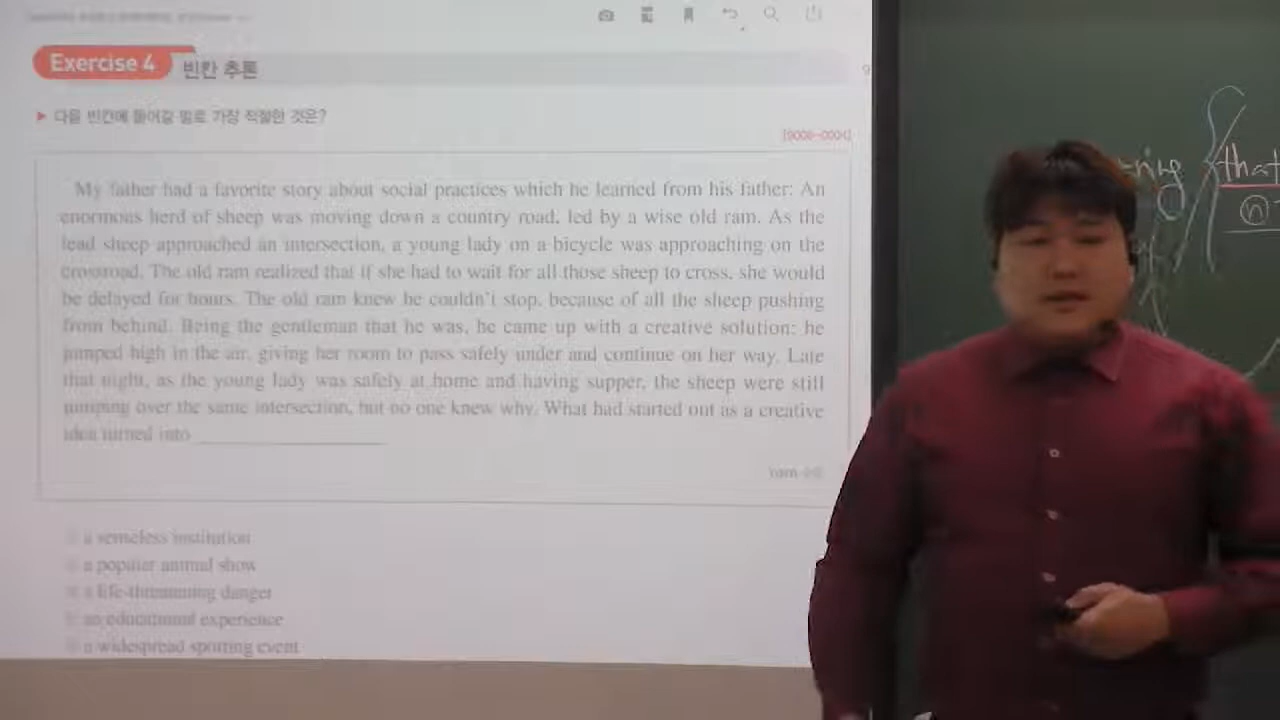 Exercise 4 빈칸 추론
▶ 다음 빈칸에 들어갈 말로 가장 적절한 것은?
My father had a favorite story about social practices which he learned from his father: An
enormous herd of sheep was moving down a country road, led by a wise old ram. As the
lead sheep approached an intersection, a young lady on a bicycle was approaching on the
crossroad. The old ram realized that if she had to wait for all those sheep to cross, she would
be delayed for hours. The old ram knew he couldn't stop, because of all the sheep pushing
from behind. Being the gentleman that he was, he came up with a creative solution: he
jumped high in the air, giving her room to pass safely under and continue on her way. Late
that night, as the young lady was safely at home and having supper, the sheep were still
jumping over the same intersection, but no one knew why. What had started out as a creative
idea turned into
ram
a senseless institution
a popular animal show
a life-threatening danger
an educational experience
a widespread sporting event
that
n